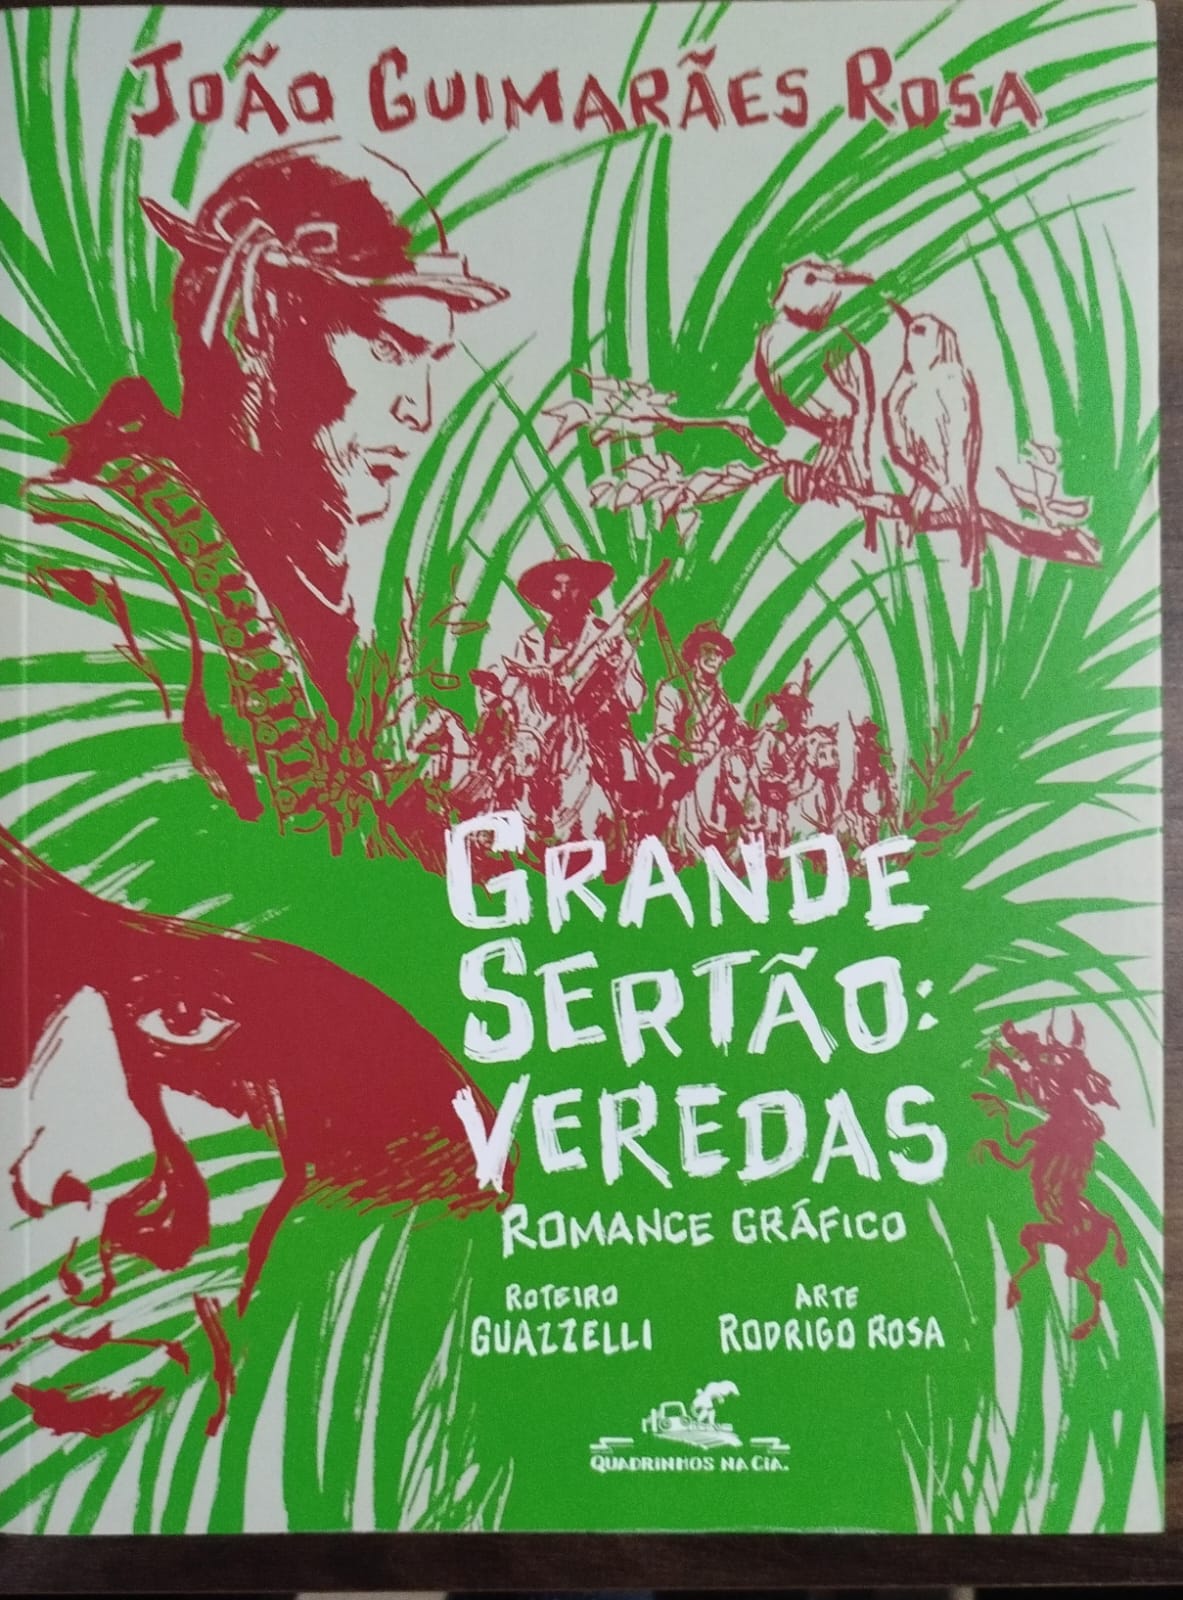 JOÃO GUIMARÃES ROSA
GRANDE
SERTÃO:
VEREDAS
ROMANCE GRÁFICO
ROTEIRO
GUAZZELLI
ARTE
RODRIGO ROSA
QUADRINHOS NA CIA.